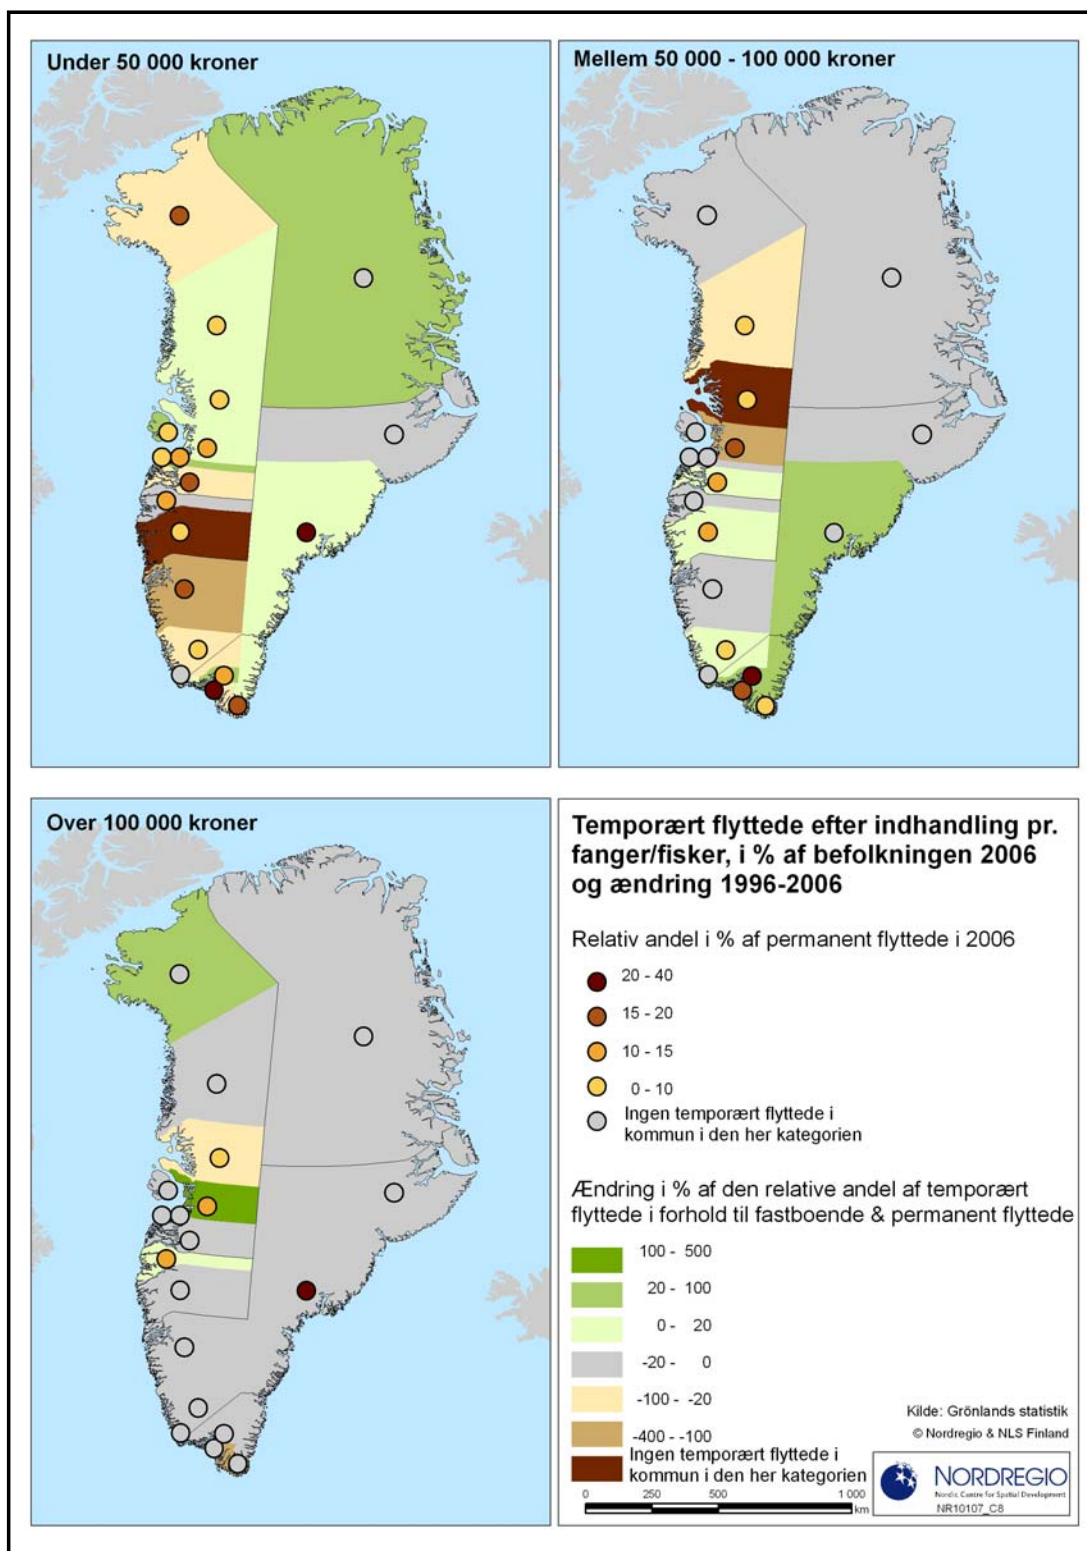 Under 50 000 kroner
Mellem 50 000 - 100 000 kroner
Over 100 000 kroner
Temporært flyttede efter indhandling pr.
fanger/fisker, i % af befolkningen 2006
og ændring 1996-2006
Relativ andel i % af permanent flyttede i 2006
20 - 40
15 - 20
10 - 15
0 - 10
Ingen temporært flyttede i
kommun i den her kategorien
Ændring i % af den relative andel af temporært
flyttede i forhold til fastboende & permanent flyttede
100 - 500
20 - 100
0 - 20
-20 - 0
-100 - -20
-400 - -100
Ingen temporært flyttede i
kommun i den her kategorien
Kilde: Grönlands statistik
© Nordregio & NLS Finland
0 250 500 1 000
km
NORDREGIO
Nordic Centre for Spatial Development
NR10107_C8